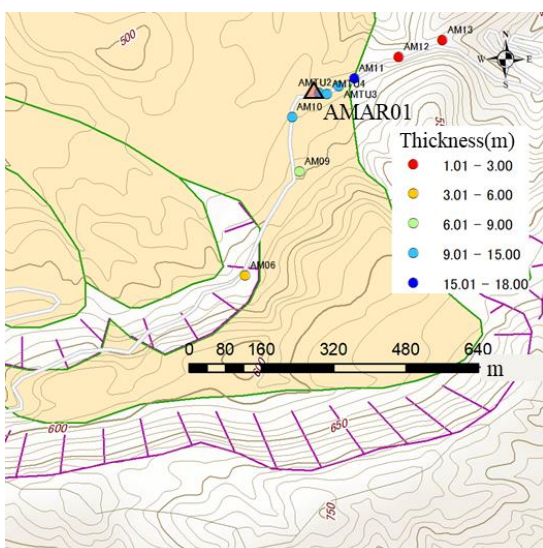 AM13
AM12
N
W E
S
500
AM11
AMTU2 AMTU4
AMTU3
AMAR01
AM10
Thickness(m)
1.01 – 3.00
3.01 – 6.00
6.01 – 9.00
9.01 – 15.00
15.01 – 18.00
AM09
AM06
0 80 160 320 480 640
m
600
650
750